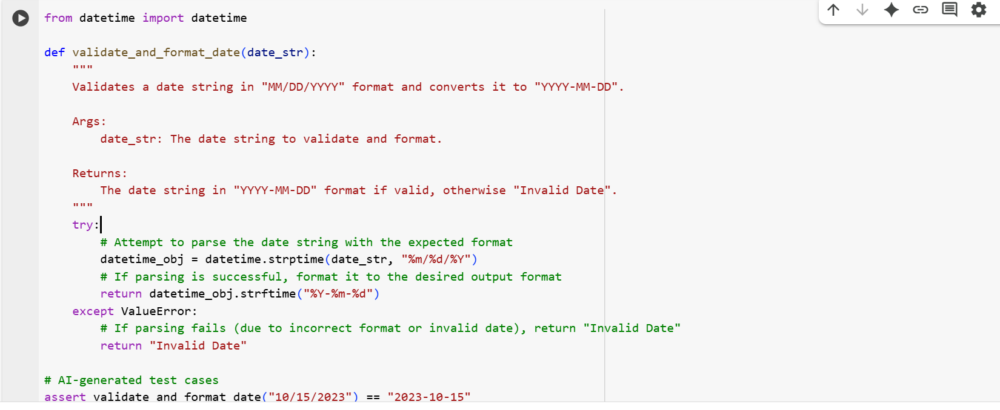 from datetime import datetime
def validate_and_format_date(date_str):
"""
Validates a date string in "MM/DD/YYYY" format and converts it to "YYYY-MM-DD".
Args:
date_str: The date string to validate and format.
Returns:
The date string in "YYYY-MM-DD" format if valid, otherwise "Invalid Date".
"""
try:
# Attempt to parse the date string with the expected format
datetime_obj = datetime.strptime(date_str, "%m/%d/%Y")
# If parsing is successful, format it to the desired output format
return datetime_obj.strftime("%Y-%m-%d")
except ValueError:
# If parsing fails (due to incorrect format or invalid date), return "Invalid Date"
return "Invalid Date"
# AI-generated test cases
assert validate_and_format_date("10/15/2023") == "2023-10-15"